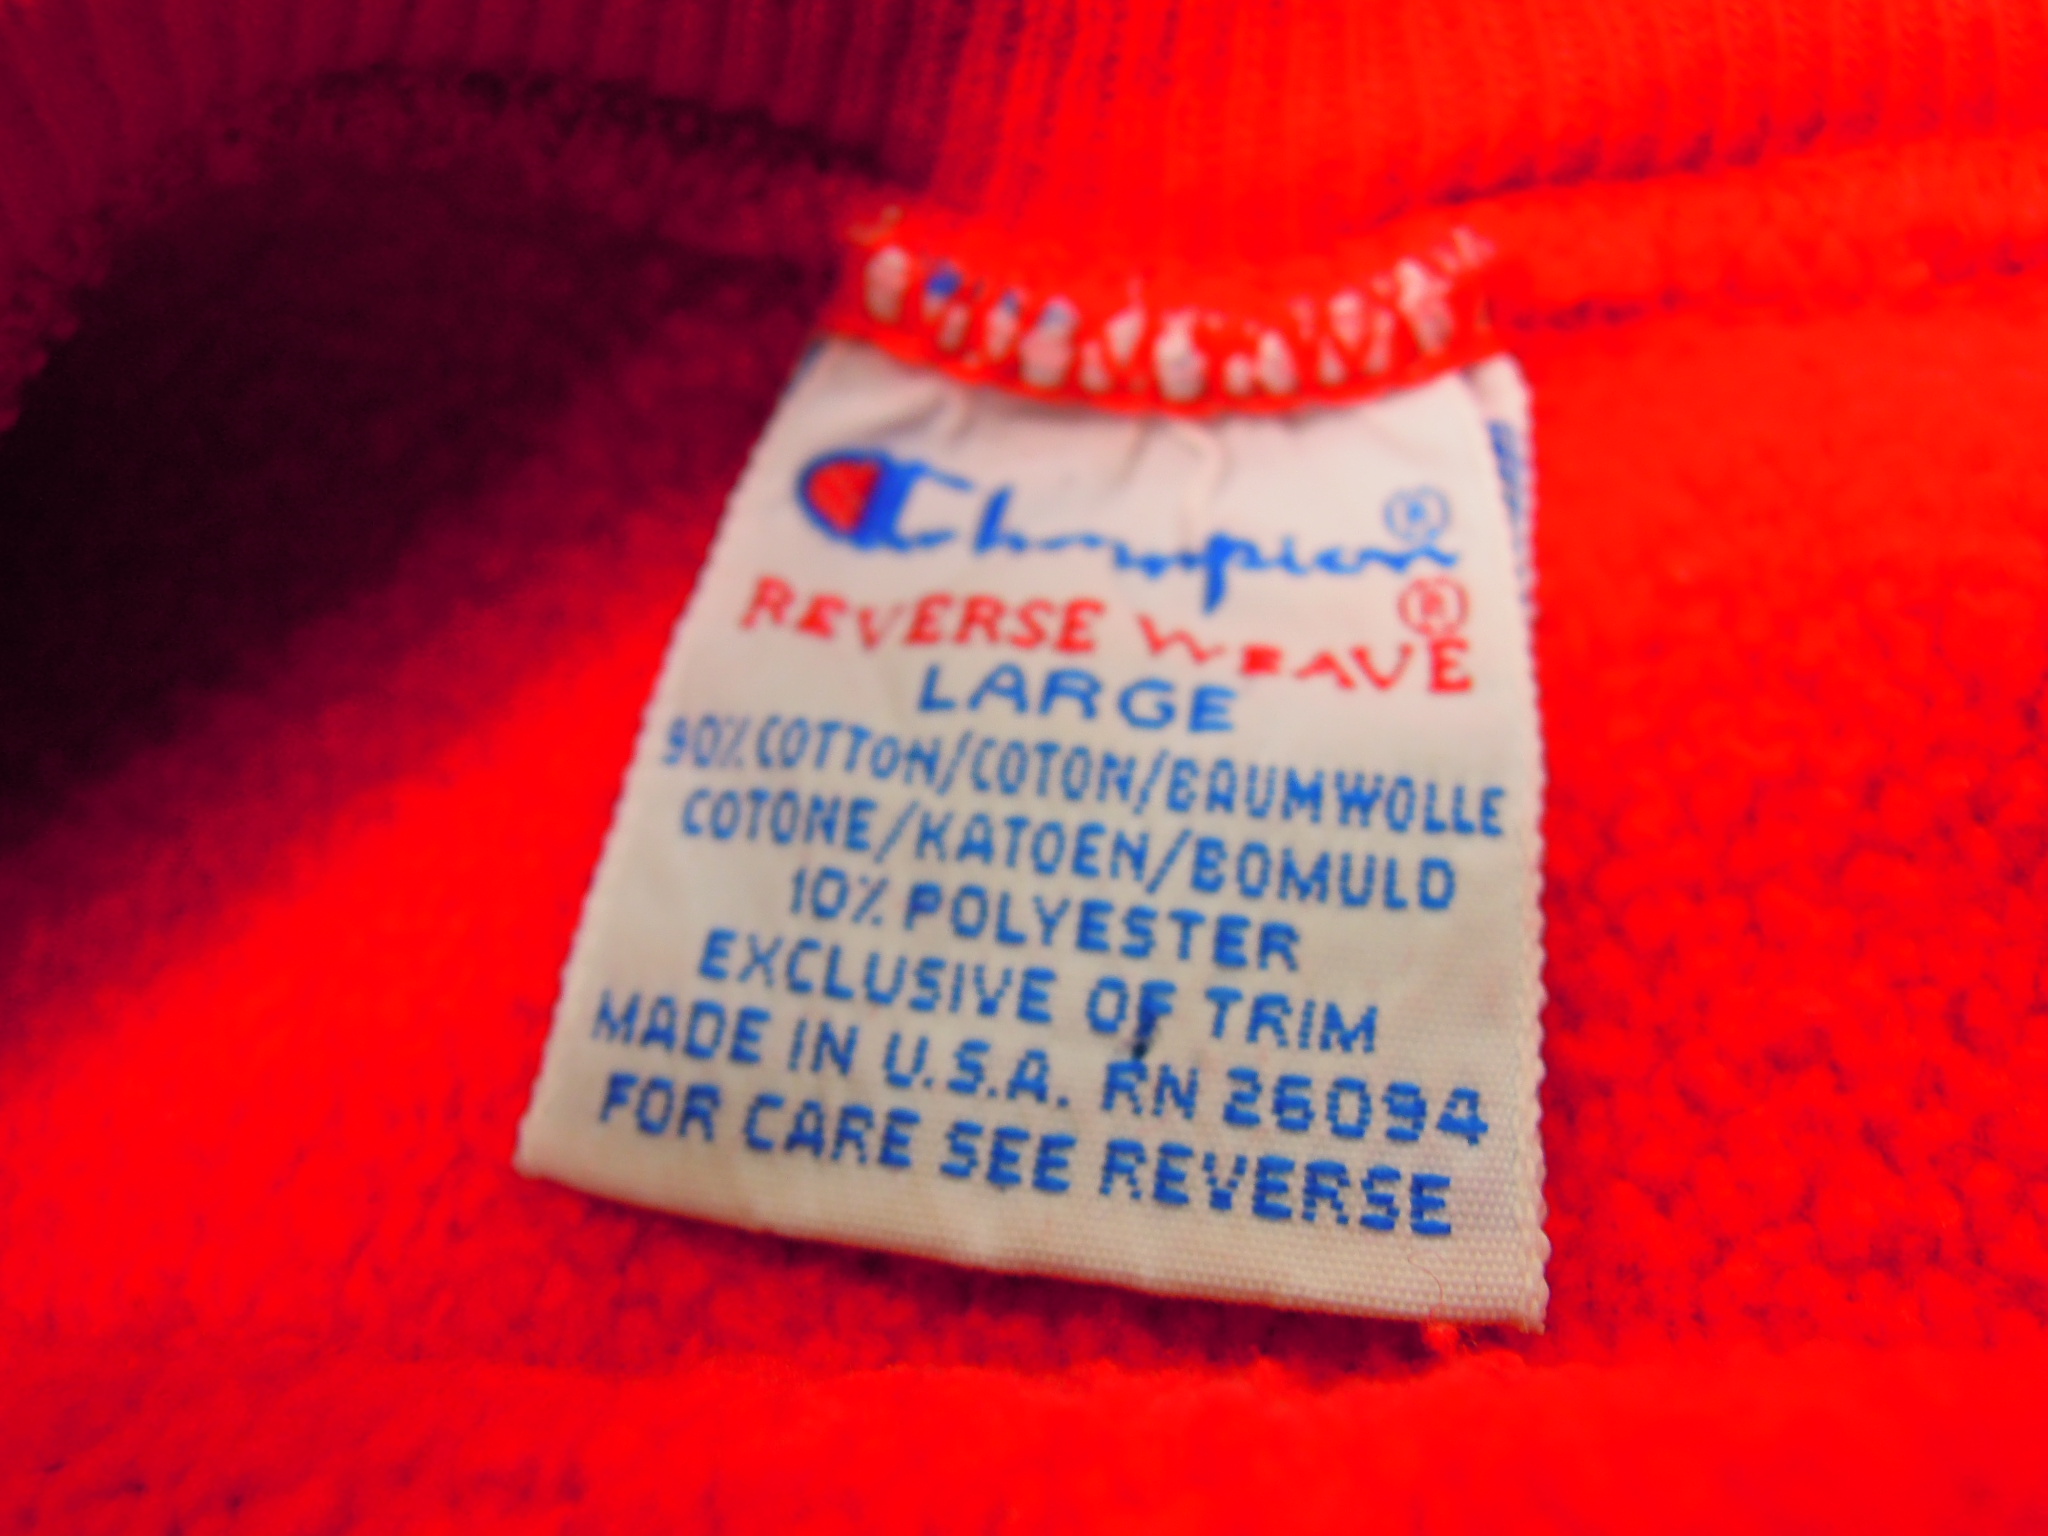 Champion®
REVERSE WEAVE®
LARGE
90% COTTON/COTON/BAUMWOLLE
COTONE/KATOEN/BOMULD
10% POLYESTER
EXCLUSIVE OF TRIM
MADE IN U.S.A. RN 26094
FOR CARE SEE REVERSE